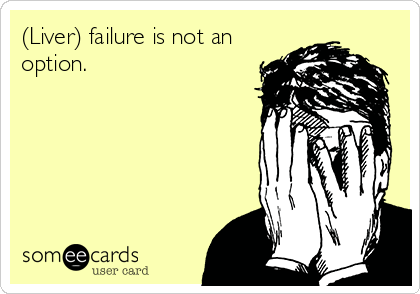 (Liver) failure is not an
option.
someecards
user card